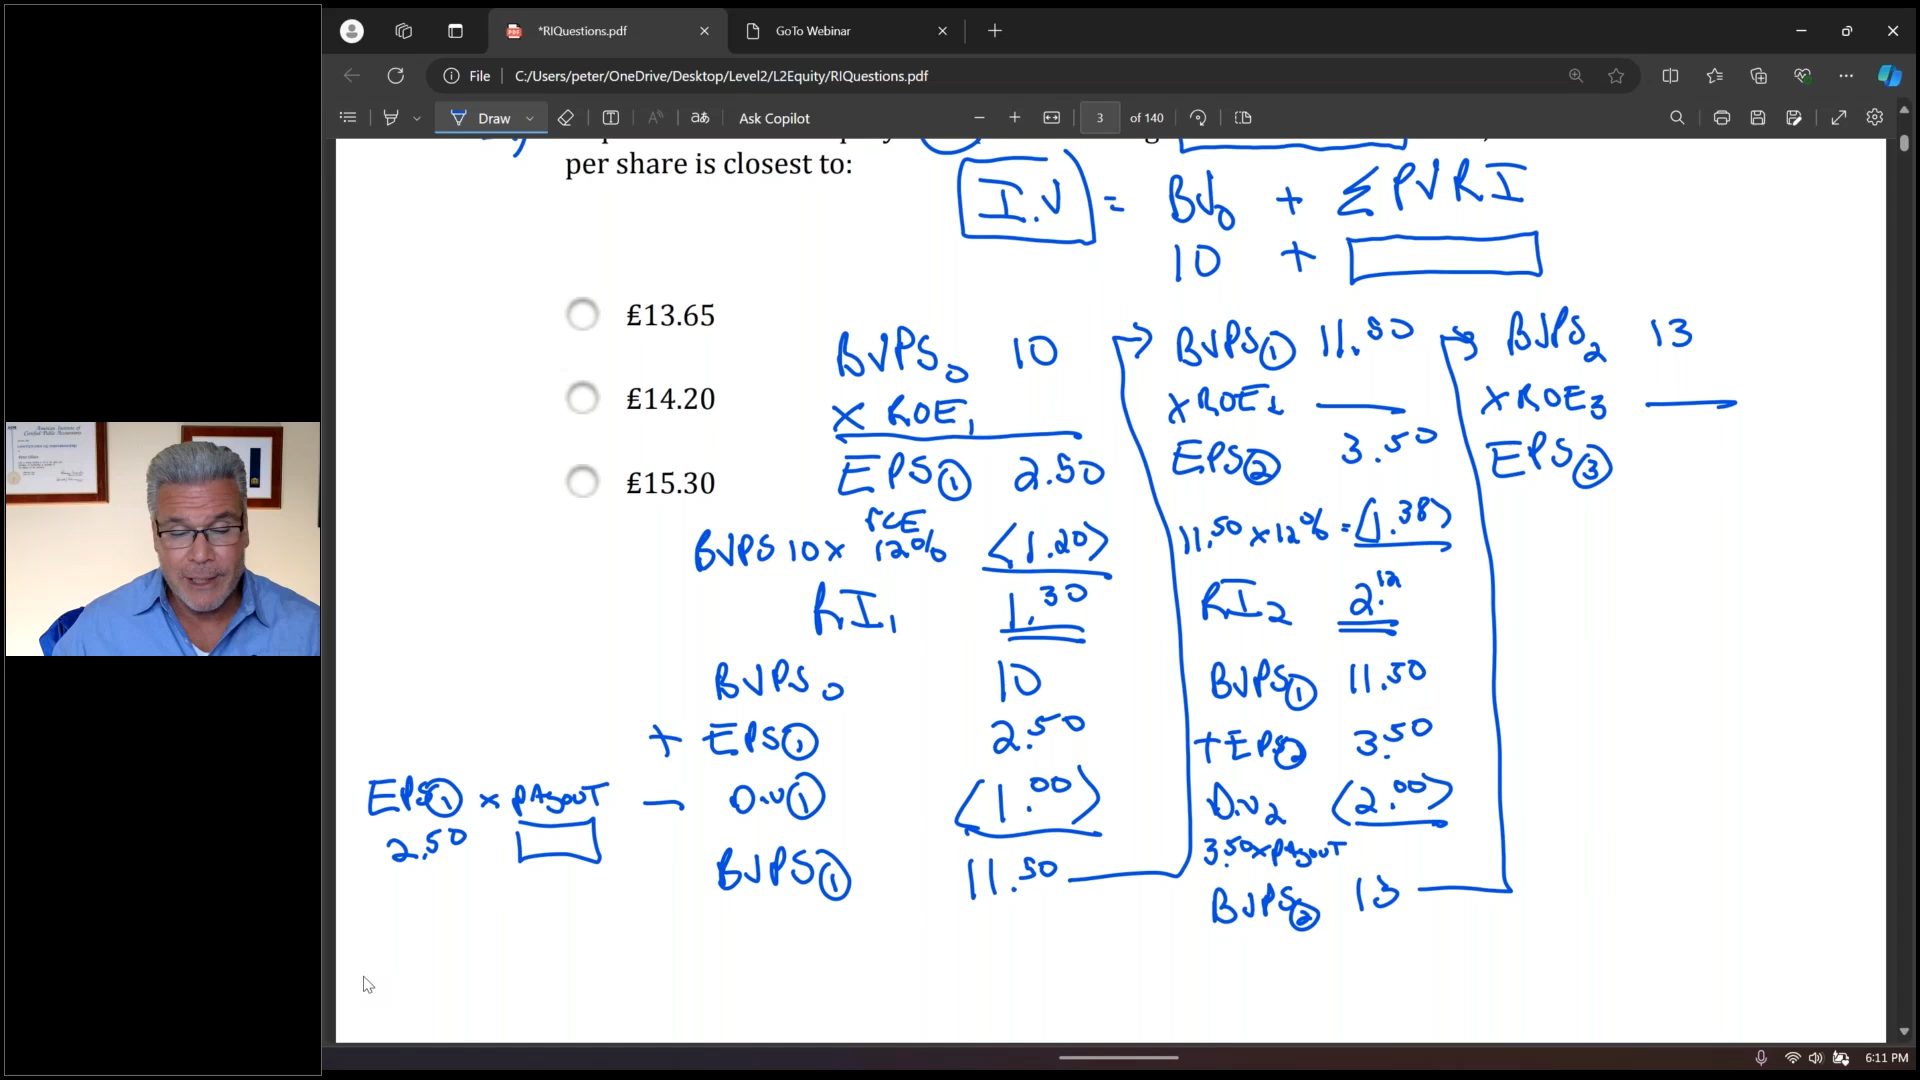 *RIQuestions.pdf
GoTo Webinar
File C:/Users/peter/OneDrive/Desktop/Level2/L2Equity/RIQuestions.pdf
Draw
aあ
Ask Copilot
3 of 140
per share is closest to:
I.V = BV0 + ΣPVRI
10 +
£13.65
£14.20
£15.30
BVPS0 10
X ROE1
EPS1 2.50
rCE
BVPS 10 x 12% <1.20>
RI1 1.30
BVPS0 10
+ EPS1 2.50
EPS1 x PAyouT - DIV1 <1.00>
2.50
BVPS1 11.50
BVPS1 11.50
X ROE2
EPS2 3.50
11.50 x 12% = <1.38>
RI2 2.12
BVPS1 11.50
+EPS2 3.50
DIV2 <2.00>
3.50 x PAyouT
BVPS2 13
BVPS2 13
X ROE3
EPS3
6:11 PM